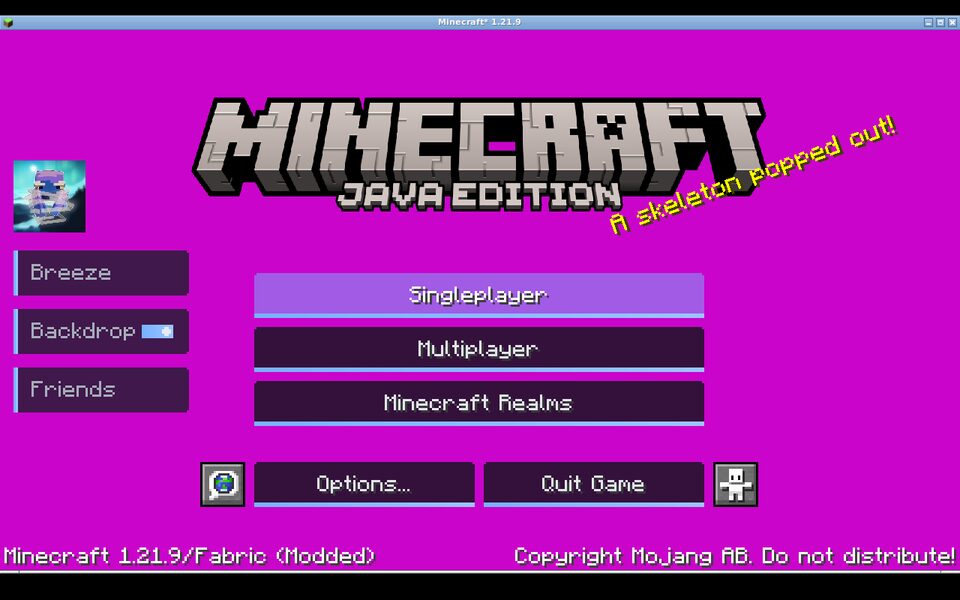 Minecraft* 1.21.9
MINECRAFT
JAVA EDITION
A skeleton popped out!
Breeze
Backdrop
Friends
Singleplayer
Multiplayer
Minecraft Realms
Options...
Quit Game
Minecraft 1.21.9/Fabric (Modded)
Copyright Mojang AB. Do not distribute!